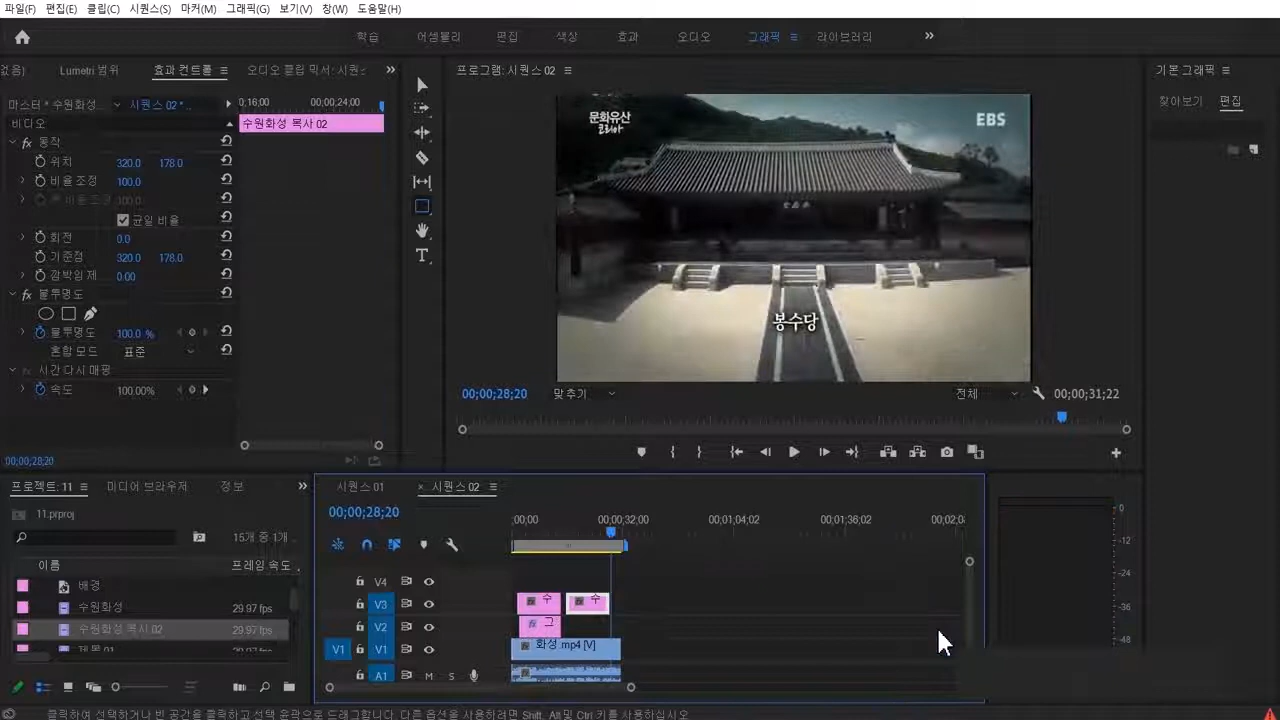 파일(F) 편집(E) 클립(C) 시퀀스(S) 마커(M) 그래픽(G) 보기(V) 창(W) 도움말(H)
학습 어셈블리 편집 색상 효과 오디오 그래픽 라이브러리
없음) Lumetri 범위 효과 컨트롤 오디오 클립 믹서: 시퀀
프로그램: 시퀀스 02
기본 그래픽
찾아보기 편집
마스터 * 수원화성... 시퀀스 02 *..
0;16;00 00;00;24;00
비디오
수원화성 복사 02
fx 동작
위치 320.0 178.0
비율 조정 100.0
100.0
균일 비율
회전 0.0
기준점 320.0 178.0
깜박임 제 0.00
fx 불투명도
불투명도 100.0 %
혼합 모드 표준
시간 다시 매핑
속도 100.00%
00;00;28;20
문화유산
코리아
EBS
봉수당
00;00;28;20 맞추기 전체 00;00;31;22
프로젝트: 11 미디어 브라우저 정보
11.prproj
15개 중 1개
이름 프레임 속도
배경
수원화성 29.97 fps
수원화성 복사 02 29.97 fps
제목 01 29.97 fps
시퀀스 01 × 시퀀스 02
00;00;28;20
;00;00 00;00;32;00 00;01;04;02 00;01;36;02 00;02;08
V4
V3 수 수
V2 그
V1 V1 화성.mp4 [V]
A1 M S
0
-12
-24
-36
-48
클릭하여 선택하거나 빈 공간을 클릭하고 선택 윤곽으로 드래그합니다. 다른 옵션을 사용하려면 Shift, Alt 및 Ctrl 키를 사용하십시오